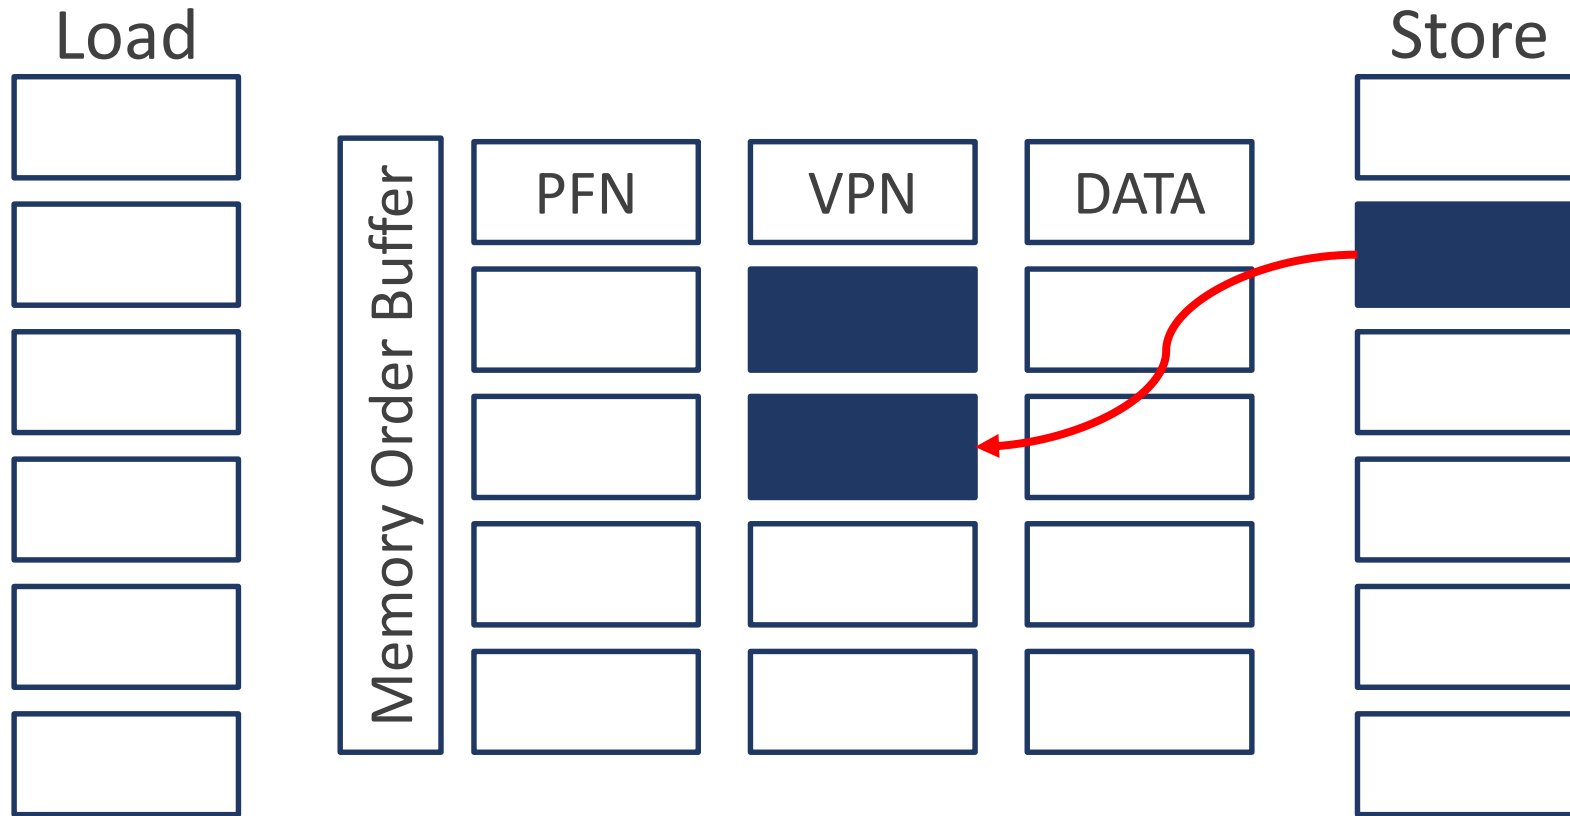 Load
Store
Memory Order Buffer
PFN
VPN
DATA